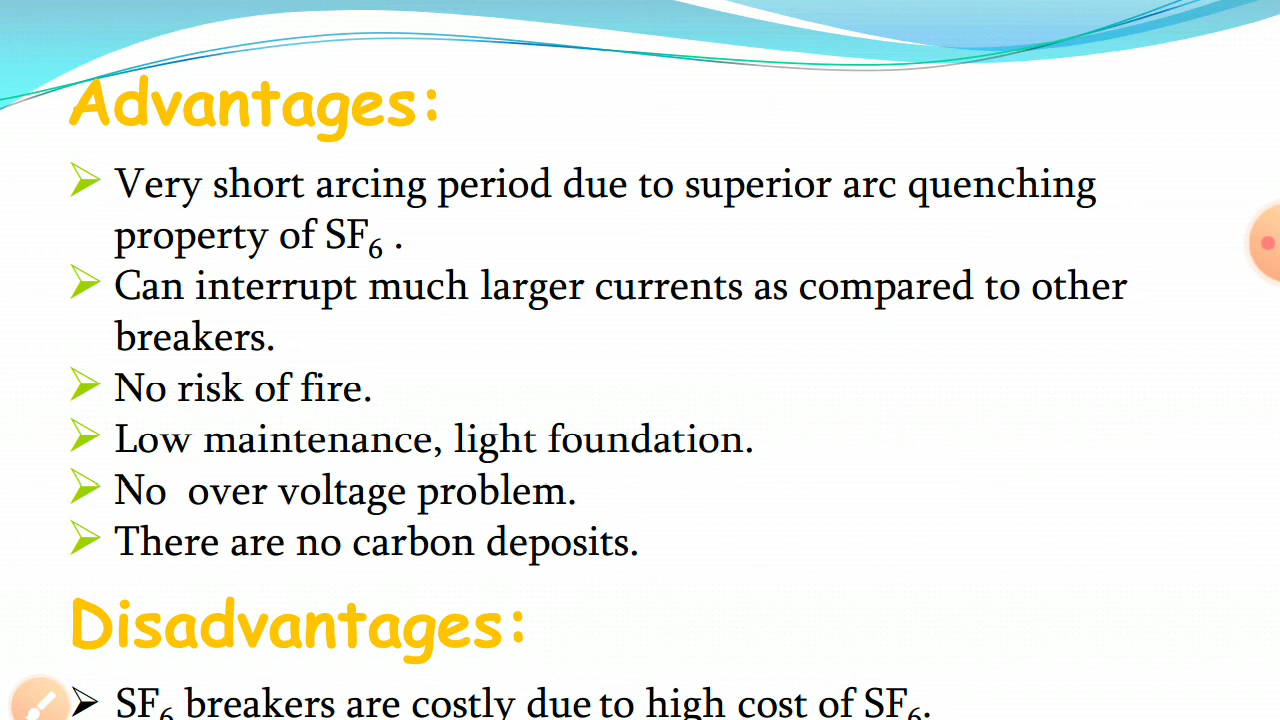 Advantages:
Very short arcing period due to superior arc quenching
property of SF₆ .
Can interrupt much larger currents as compared to other
breakers.
No risk of fire.
Low maintenance, light foundation.
No over voltage problem.
There are no carbon deposits.
Disadvantages:
SF₆ breakers are costly due to high cost of SF₆.